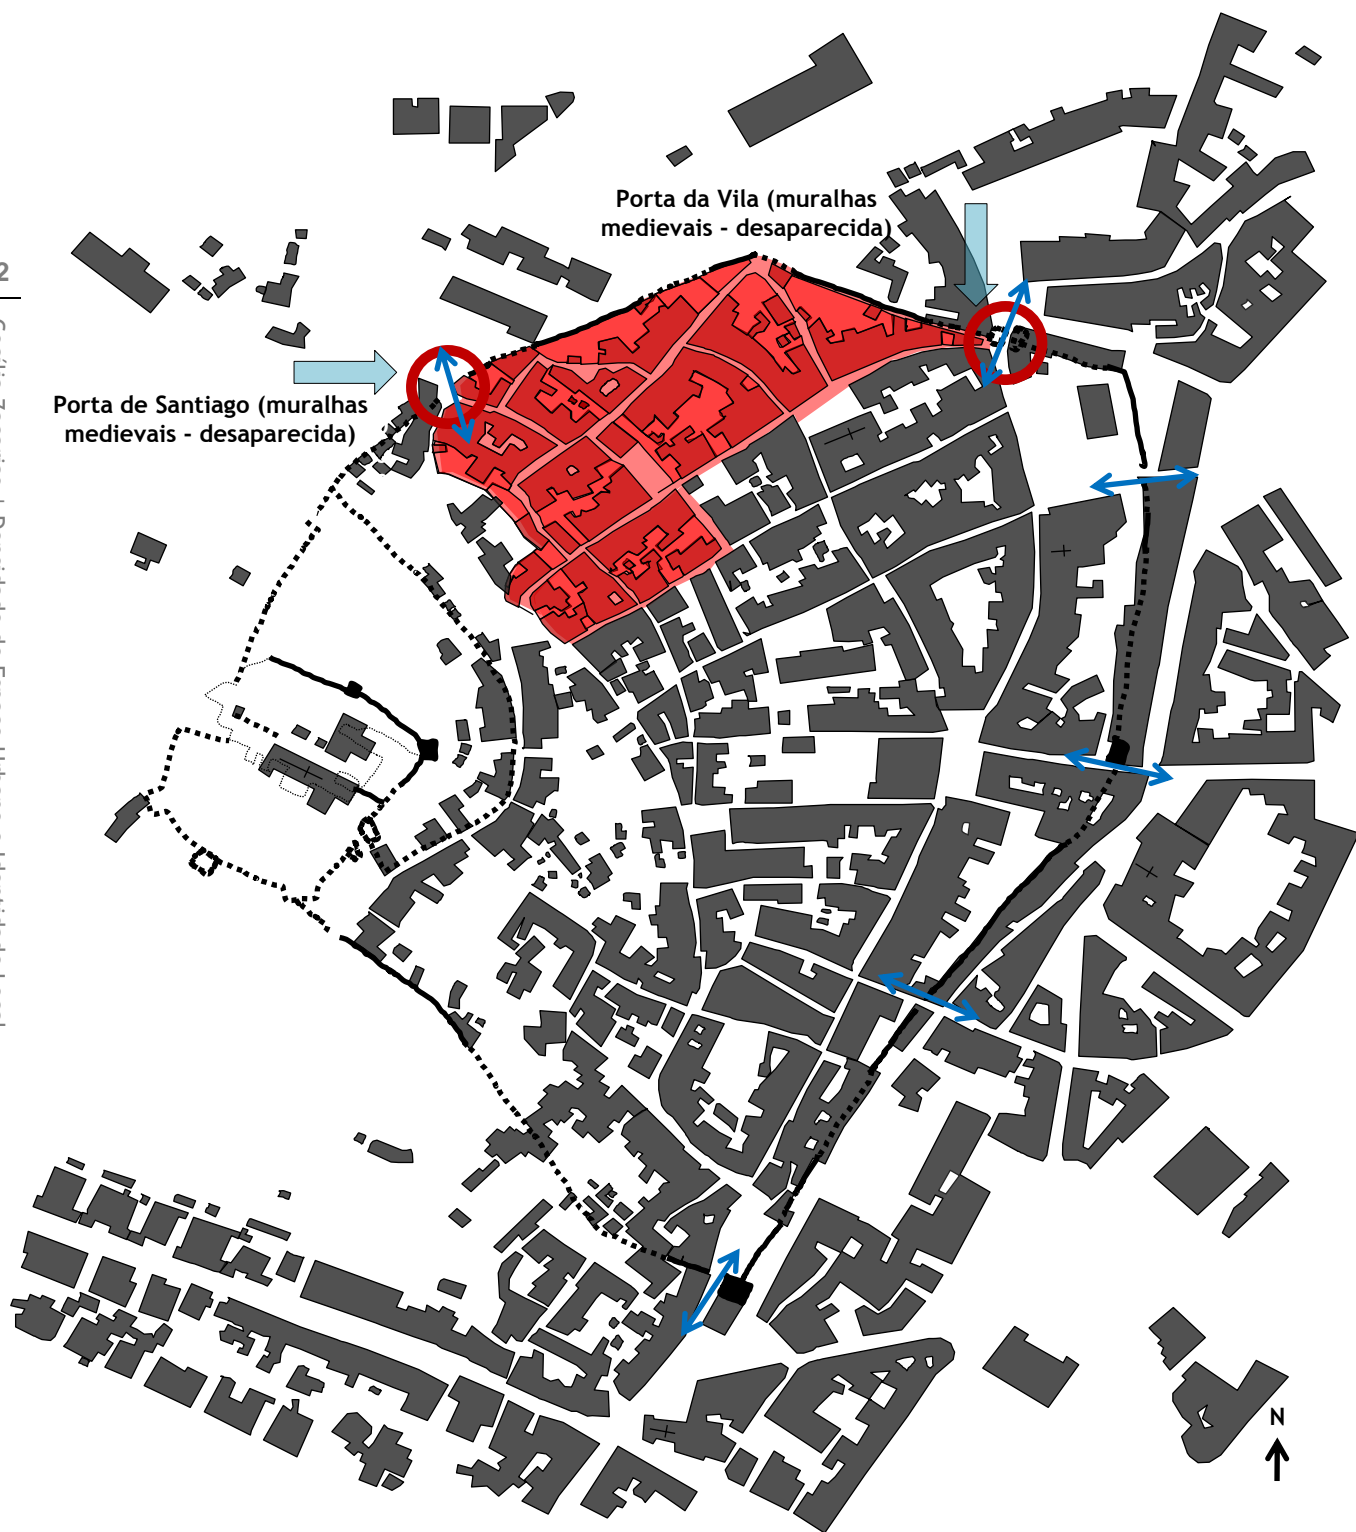 Porta da Vila (muralhas
medievais - desaparecida)
2
Porta de Santiago (muralhas
medievais - desaparecida)
N